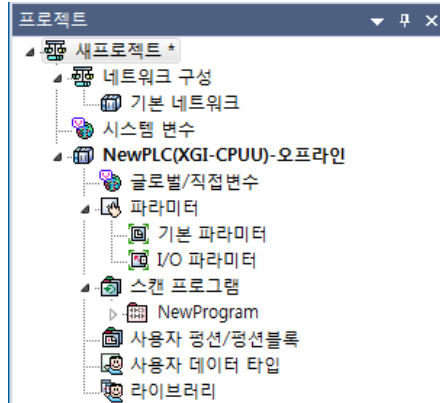 프로젝트
새프로젝트 *
네트워크 구성
기본 네트워크
시스템 변수
NewPLC(XGI-CPUU)-오프라인
글로벌/직접변수
파라미터
기본 파라미터
I/O 파라미터
스캔 프로그램
NewProgram
사용자 펑션/펑션블록
사용자 데이터 타입
라이브러리